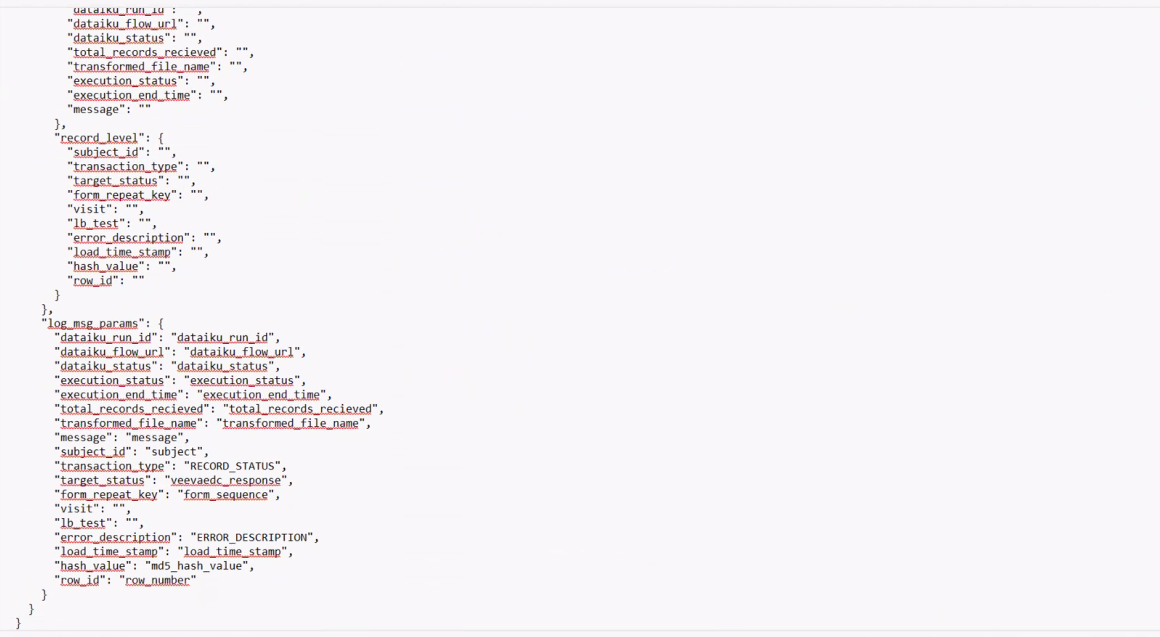 "dataiku_run_id": "",
"dataiku_flow_url": "",
"dataiku_status": "",
"total_records_recieved": "",
"transformed_file_name": "",
"execution_status": "",
"execution_end_time": "",
"message": ""
},
"record_level": {
"subject_id": "",
"transaction_type": "",
"target_status": "",
"form_repeat_key": "",
"visit": "",
"lb_test": "",
"error_description": "",
"load_time_stamp": "",
"hash_value": "",
"row_id": ""
}
},
"log_msg_params": {
"dataiku_run_id": "dataiku_run_id",
"dataiku_flow_url": "dataiku_flow_url",
"dataiku_status": "dataiku_status",
"execution_status": "execution_status",
"execution_end_time": "execution_end_time",
"total_records_recieved": "total_records_recieved",
"transformed_file_name": "transformed_file_name",
"message": "message",
"subject_id": "subject",
"transaction_type": "RECORD_STATUS",
"target_status": "veevaedc_response",
"form_repeat_key": "form_sequence",
"visit": "",
"lb_test": "",
"error_description": "ERROR_DESCRIPTION",
"load_time_stamp": "load_time_stamp",
"hash_value": "md5_hash_value",
"row_id": "row_number"
}
}
}